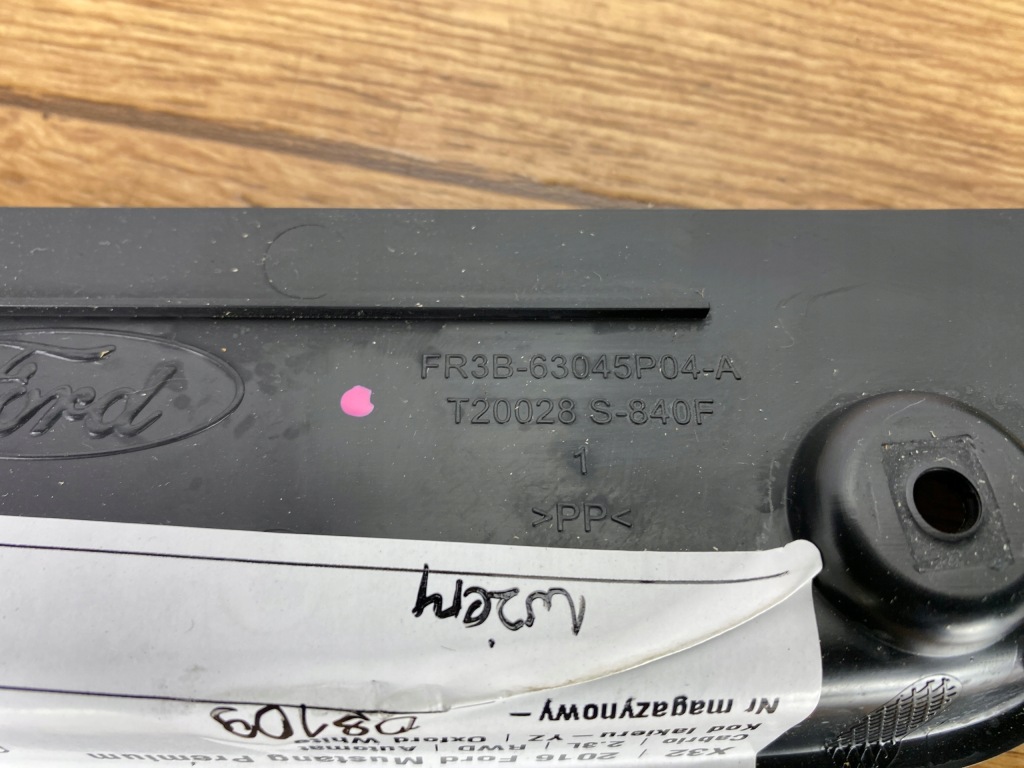 Ford
FR3B-63045P04-A
T20028 S-840F
1
>PP<
2016 Ford Mustang Premium
X32 / 2.3L | RWD | Automat
Cabrio | Kod lakieru – YZ | Oxford White
Nr magazynowy –
D8109